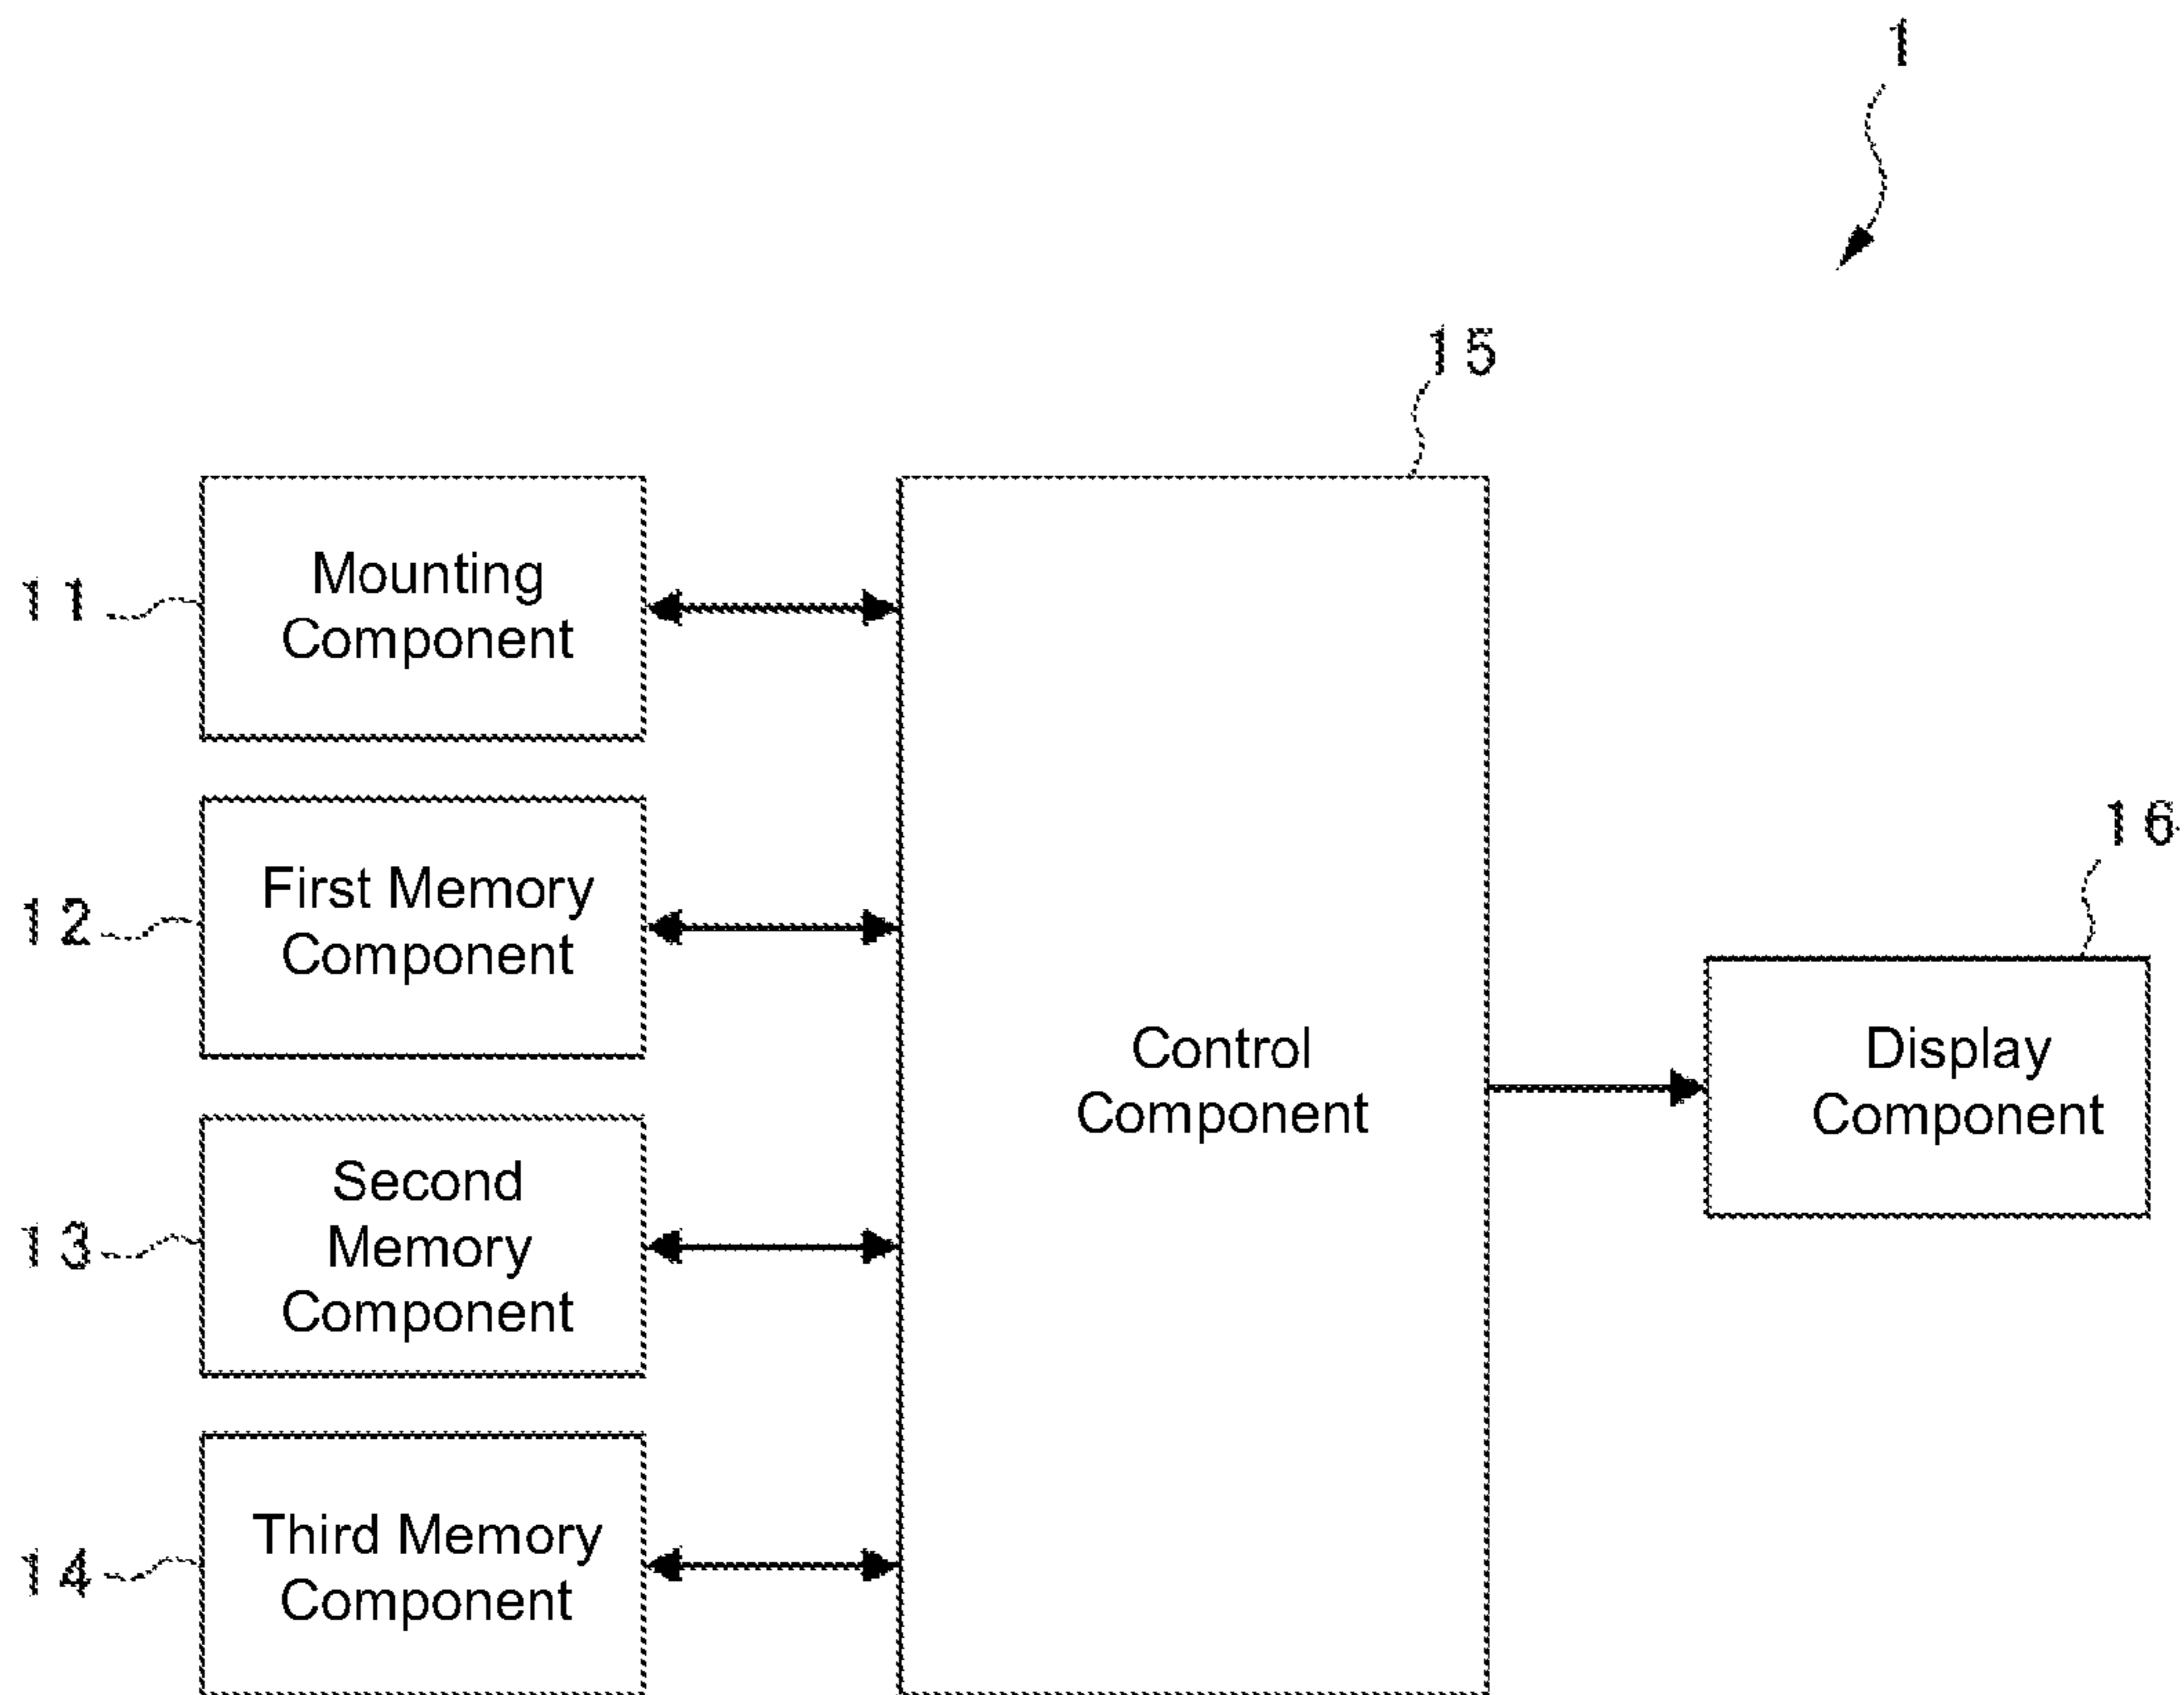 1
15
11
Mounting
Component
12
First Memory
Component
13
Second
Memory
Component
14
Third Memory
Component
Control
Component
16
Display
Component